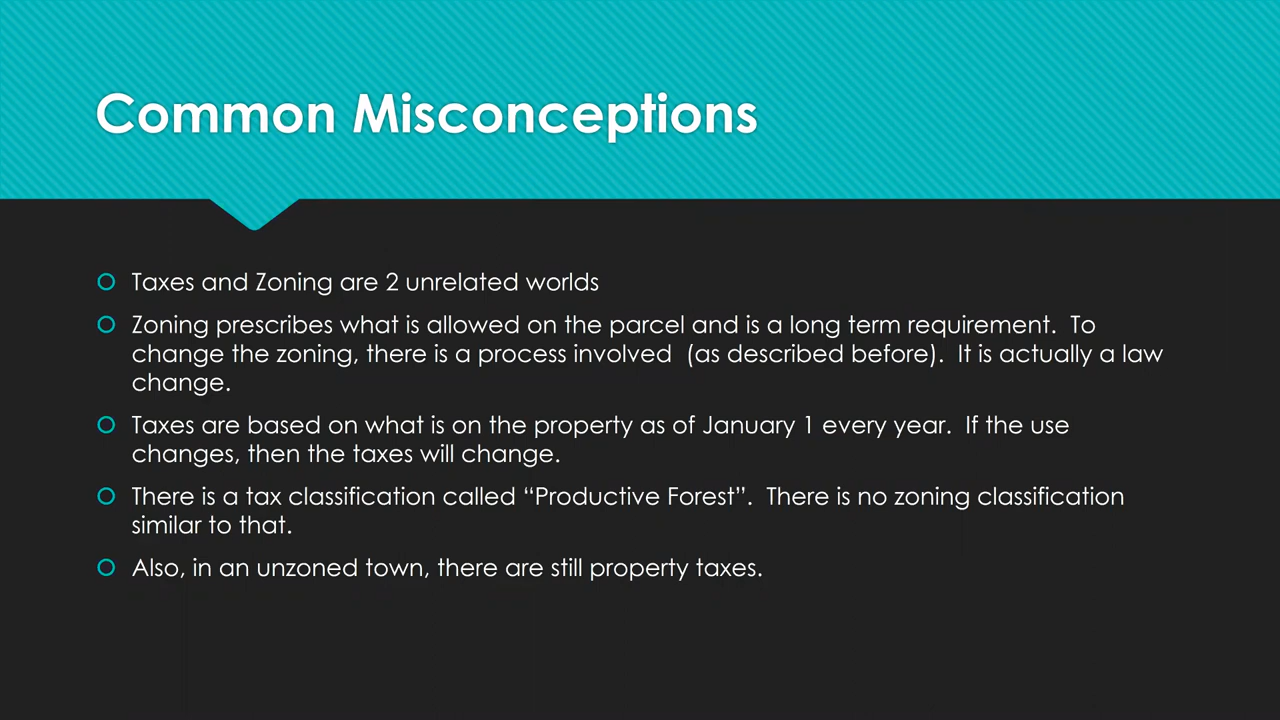 Common Misconceptions
Taxes and Zoning are 2 unrelated worlds
Zoning prescribes what is allowed on the parcel and is a long term requirement.  To
change the zoning, there is a process involved  (as described before).  It is actually a law
change.
Taxes are based on what is on the property as of January 1 every year.  If the use
changes, then the taxes will change.
There is a tax classification called “Productive Forest”.  There is no zoning classification
similar to that.
Also, in an unzoned town, there are still property taxes.